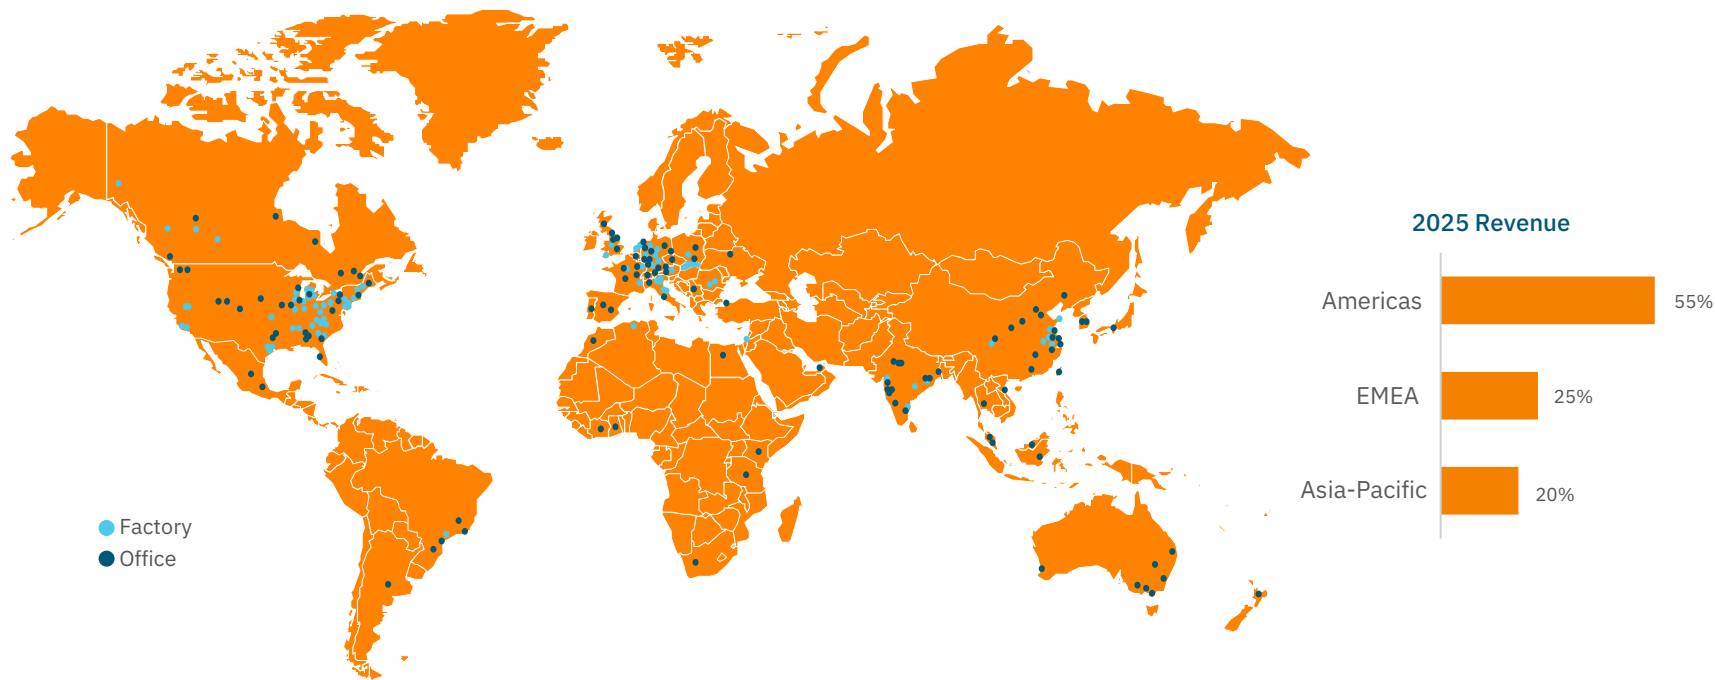 2025 Revenue
Americas 55%
EMEA 25%
Asia-Pacific 20%
Factory
Office